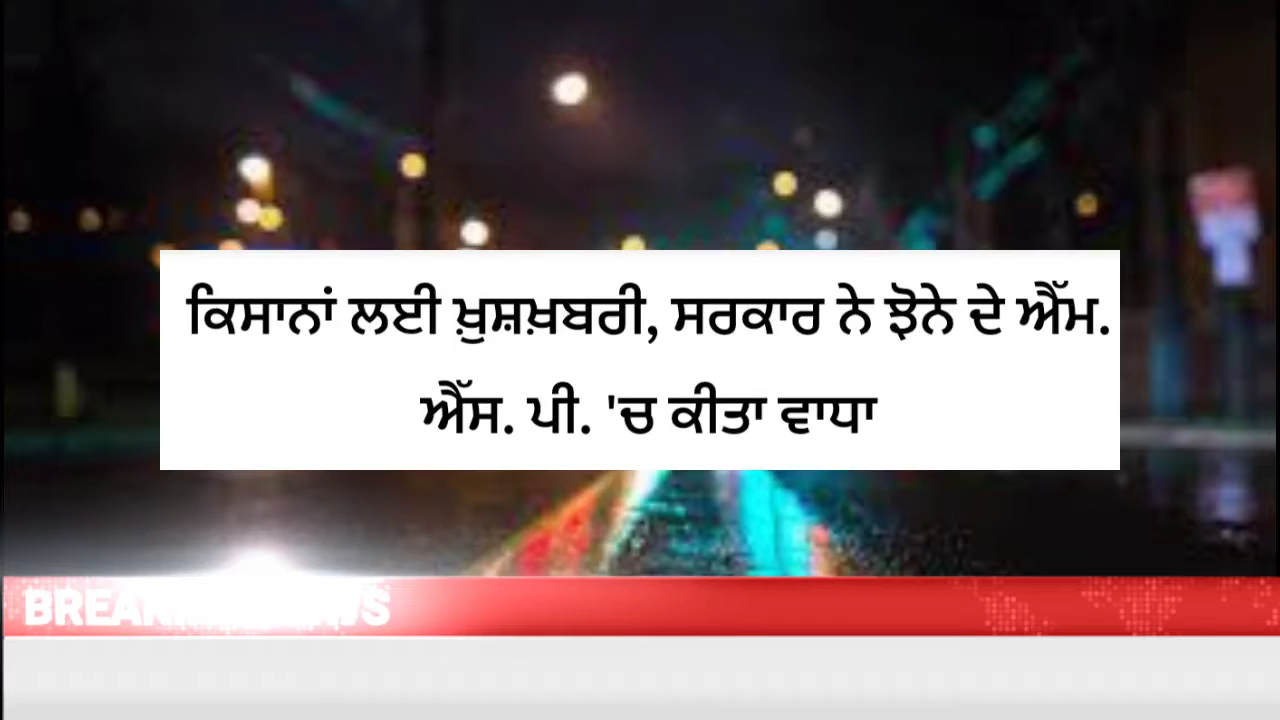 ਕਿਸਾਨਾਂ ਲਈ ਖ਼ੁਸ਼ਖ਼ਬਰੀ, ਸਰਕਾਰ ਨੇ ਝੋਨੇ ਦੇ ਐੱਮ.
ਐੱਸ. ਪੀ. 'ਚ ਕੀਤਾ ਵਾਧਾ